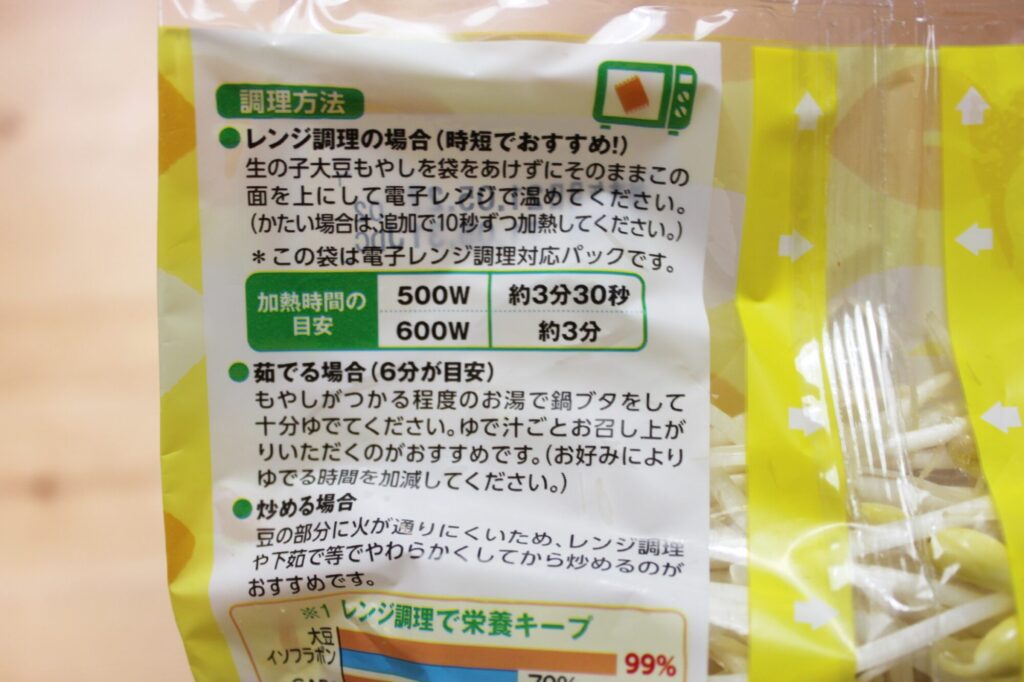 調理方法
●レンジ調理の場合(時短でおすすめ!)
生の子大豆もやしを袋をあけずにそのままこの
面を上にして電子レンジで温めてください。
(かたい場合は、追加で10秒ずつ加熱してください。)
＊この袋は電子レンジ調理対応パックです。
加熱時間の
目安
500W 約3分30秒
600W 約3分
●茹でる場合(6分が目安)
もやしがつかる程度のお湯で鍋ブタをして
十分ゆでてください。ゆで汁ごとお召し上が
りいただくのがおすすめです。(お好みにより
ゆでる時間を加減してください。)
●炒める場合
豆の部分に火が通りにくいため、レンジ調理
や下茹で等でやわらかくしてから炒めるのが
おすすめです。
※1 レンジ調理で栄養キープ
大豆
イソフラボン
99%